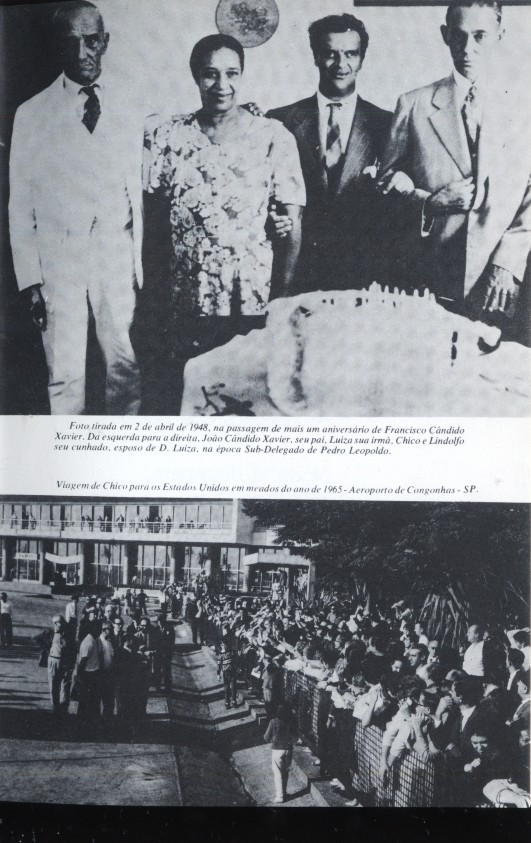 Foto tirada em 2 de abril de 1948, na passagem de mais um aniversário de Francisco Cândido
Xavier. Da esquerda para a direita, João Cândido Xavier, seu pai, Luiza sua irmã, Chico e Lindolfo
seu cunhado, esposo de D. Luiza, na época Sub-Delegado de Pedro Leopoldo.
Viagem de Chico para os Estados Unidos em meados do ano de 1965 - Aeroporto de Congonhas - SP.